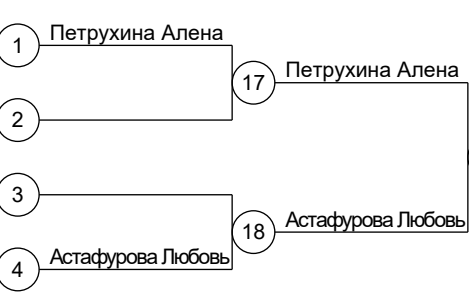 1 Петрухина Алена
17 Петрухина Алена
2
3
18 Астафурова Любовь
4 Астафурова Любовь